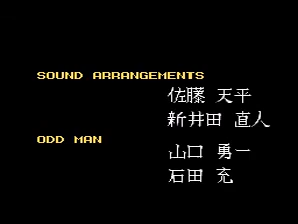 SOUND ARRANGEMENTS
佐藤 天平
新井田 直人
ODD MAN
山口 勇一
石田 充